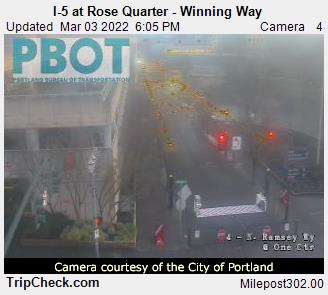 I-5 at Rose Quarter - Winning Way
Updated Mar 03 2022 6:05 PM Camera 4
PBOT
PORTLAND BUREAU OF TRANSPORTATION
4 - N. Ramsey Wy
@ One Ctr
Camera courtesy of the City of Portland
TripCheck.com Milepost302.00